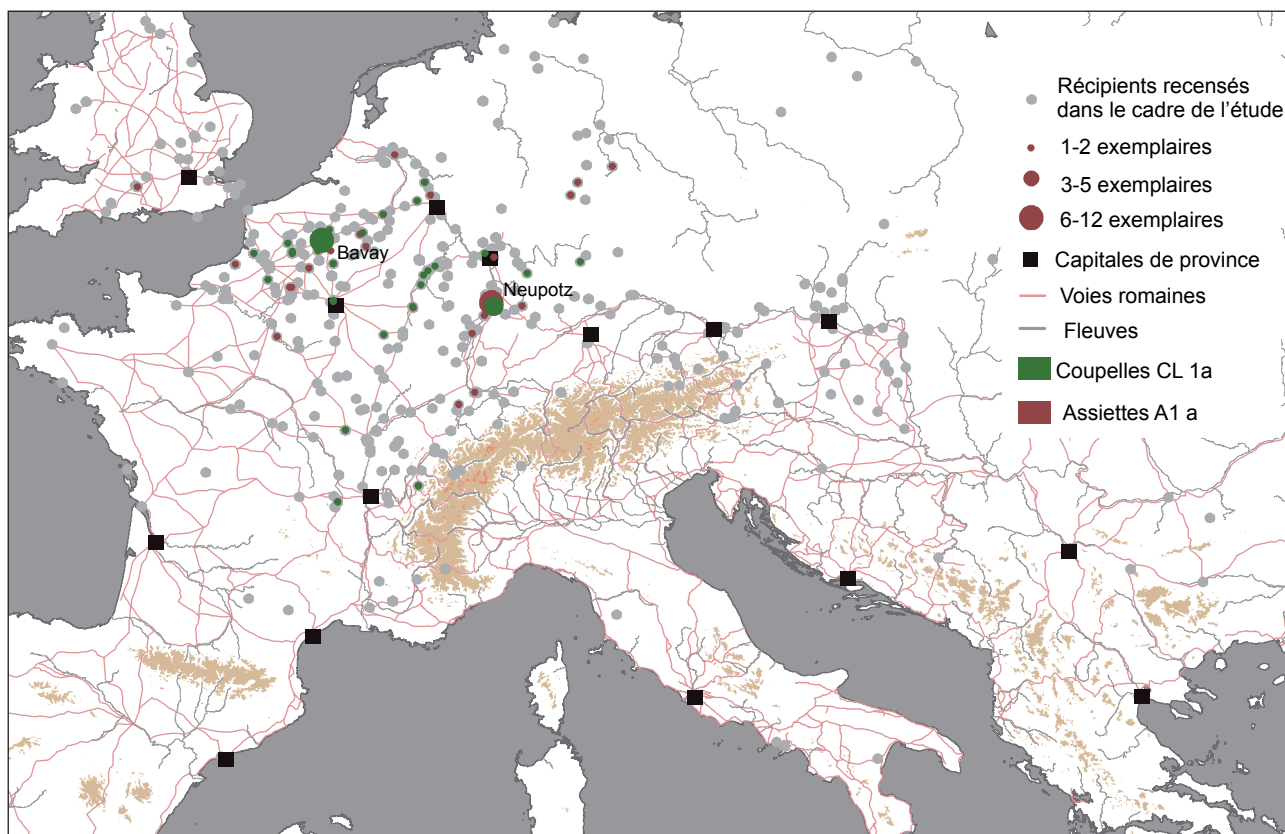 Récipients recensés
dans le cadre de l'étude
1-2 exemplaires
3-5 exemplaires
6-12 exemplaires
Capitales de province
Voies romaines
Fleuves
Coupelles CL 1a
Assiettes A1 a
Bavay
Neupotz